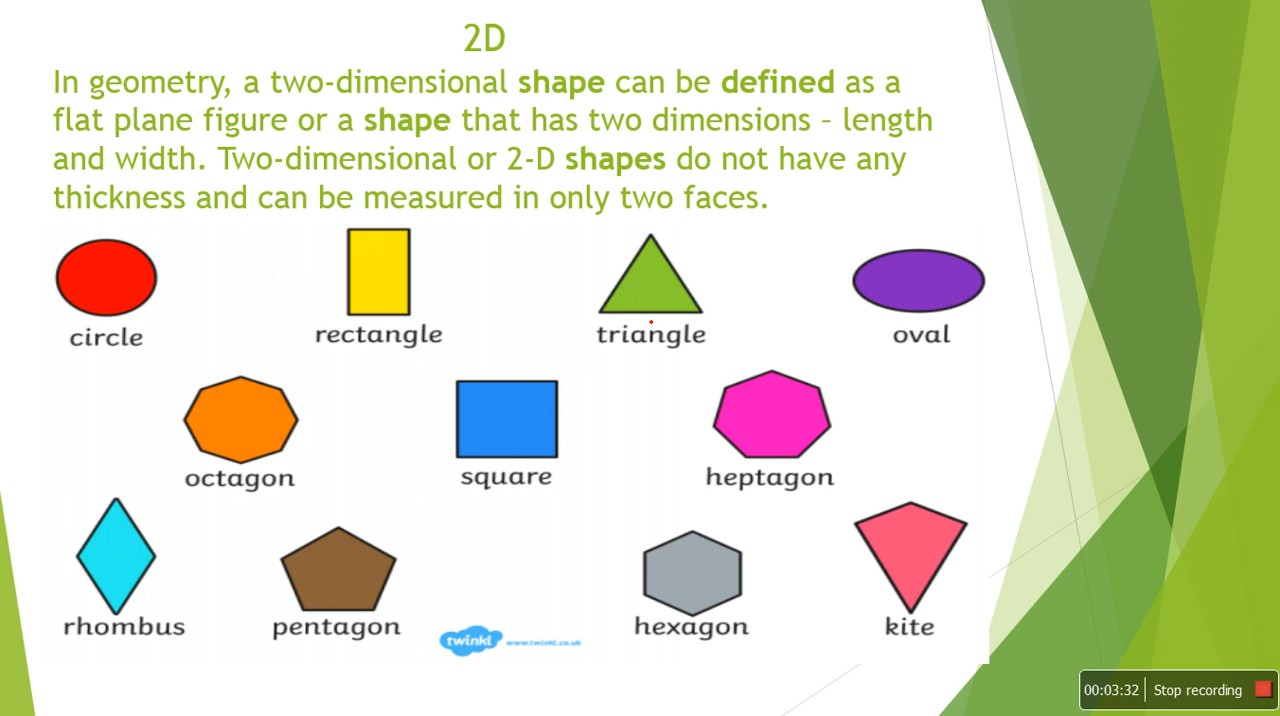 2D
In geometry, a two-dimensional shape can be defined as a
flat plane figure or a shape that has two dimensions – length
and width. Two-dimensional or 2-D shapes do not have any
thickness and can be measured in only two faces.
circle rectangle triangle oval
octagon square heptagon
rhombus pentagon hexagon kite
twinkl www.twinkl.co.uk
00:03:32 Stop recording